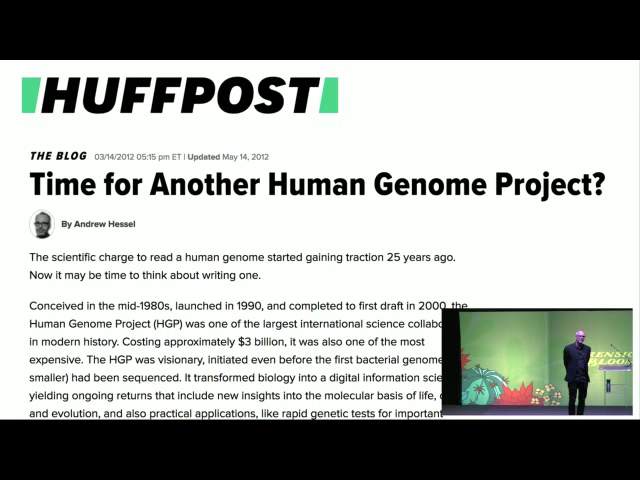 HUFFPOST
THE BLOG 03/14/2012 05:15 pm ET | Updated May 14, 2012
Time for Another Human Genome Project?
By Andrew Hessel
The scientific charge to read a human genome started gaining traction 25 years ago.
Now it may be time to think about writing one.
Conceived in the mid-1980s, launched in 1990, and completed to first draft in 2000, the
Human Genome Project (HGP) was one of the largest international science
in modern history. Costing approximately $3 billion, it was also one of the most
expensive. The HGP was visionary, initiated even before the first bacterial genome
smaller) had been sequenced. It transformed biology into a digital information
yielding ongoing returns that include new insights into the molecular basis of life,
and evolution, and also practical applications, like rapid genetic tests for important
BLOOM